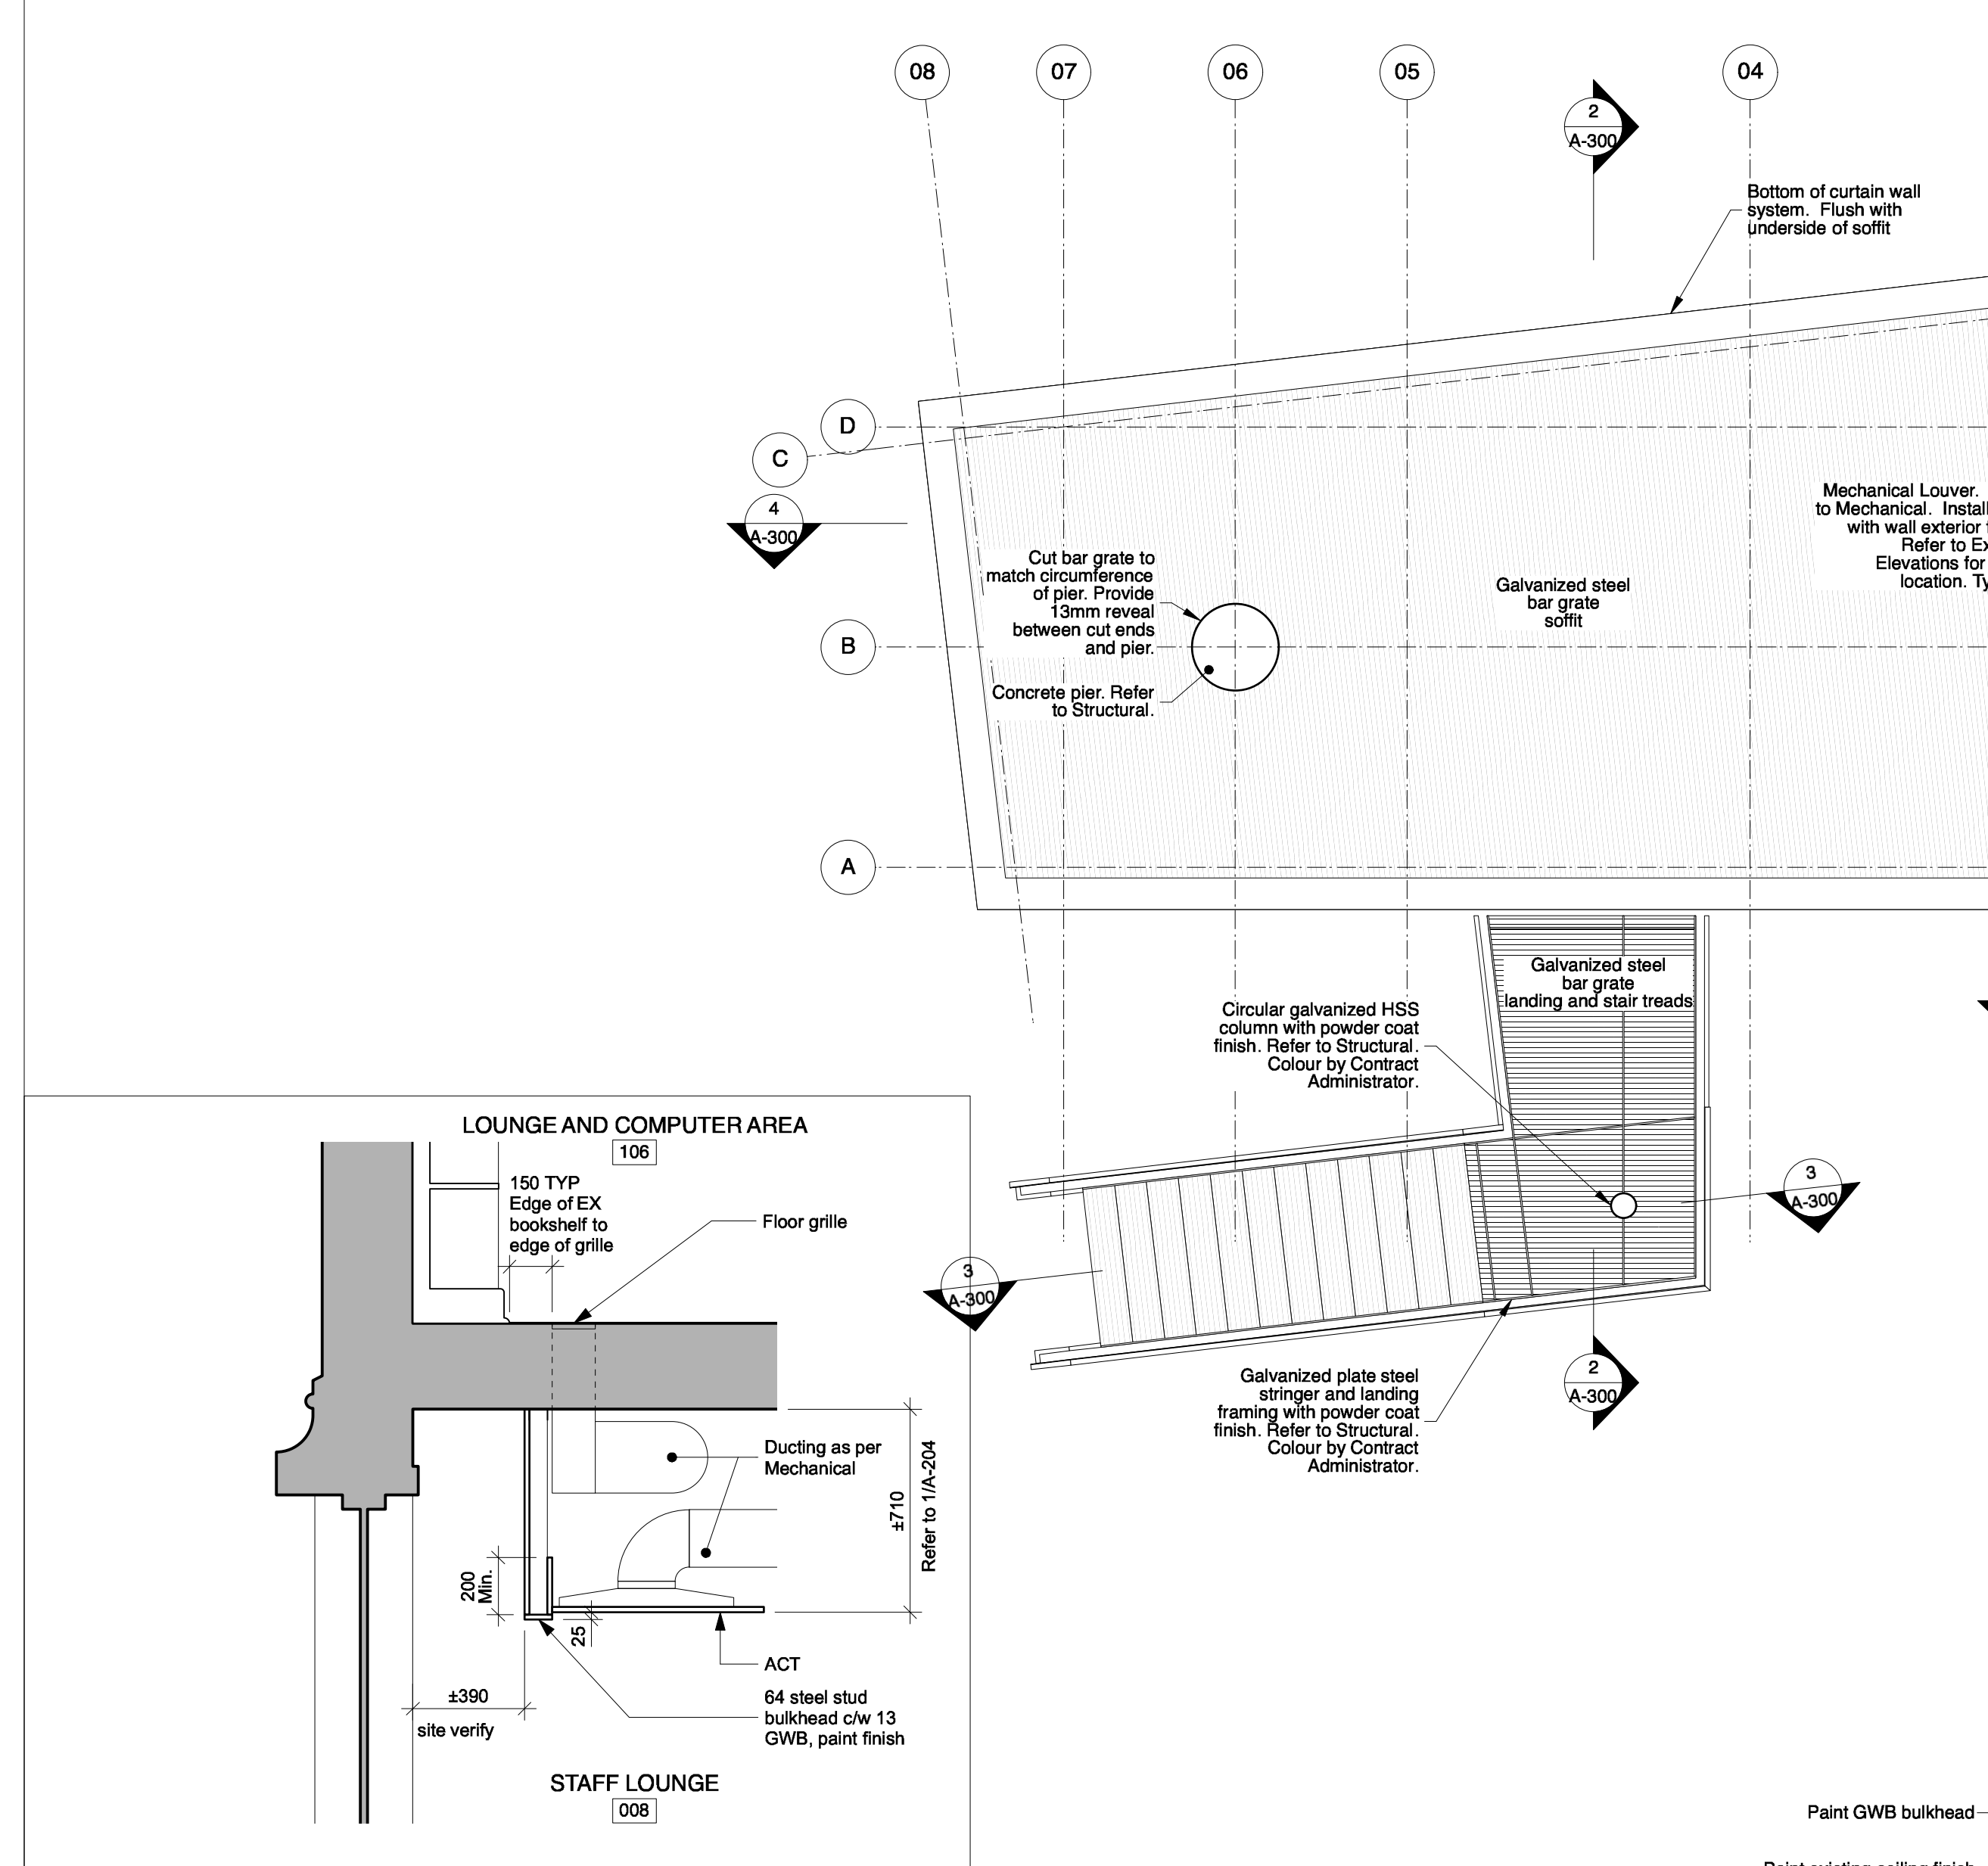 08
07
06
05
04
2
A-300
Bottom of curtain wall
system.  Flush with
underside of soffit
D
C
4
A-300
B
A
Cut bar grate to
match circumference
of pier. Provide
13mm reveal
between cut ends
and pier.
Concrete pier. Refer
to Structural.
Galvanized steel
bar grate
soffit
Mechanical Louver.
to Mechanical.  Install
with wall exterior
Refer to
Elevations for
location.
Galvanized steel
bar grate
landing and stair treads
Circular galvanized HSS
column with powder coat
finish. Refer to Structural.
Colour by Contract
Administrator.
3
A-300
3
A-300
2
A-300
Galvanized plate steel
stringer and landing
framing with powder coat
finish. Refer to Structural.
Colour by Contract
Administrator.
LOUNGE AND COMPUTER AREA
106
150 TYP
Edge of EX
bookshelf to
edge of grille
Floor grille
Ducting as per
Mechanical
±710
Refer to 1/A-204
200
Min.
25
ACT
64 steel stud
bulkhead c/w 13
GWB, paint finish
±390
site verify
STAFF LOUNGE
008
Paint GWB bulkhead
Paint existing ceiling finish